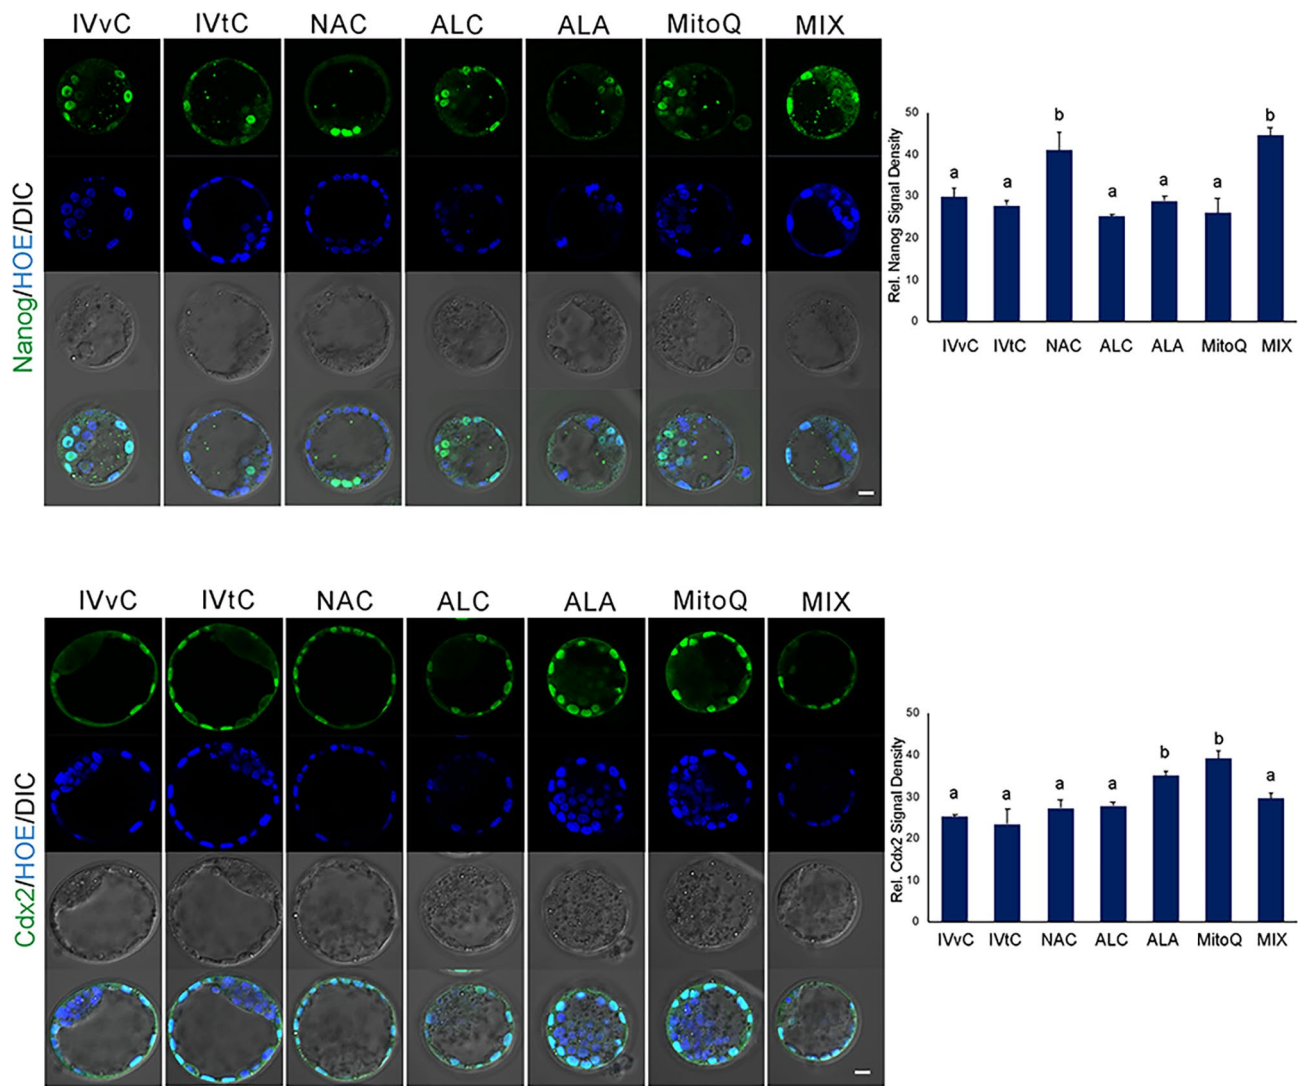 IVvC IVtC NAC ALC ALA MitoQ MIX
Nanog/HOE/DIC
Rel. Nanog Signal Density
50
40
30
20
10
0
a a b a a a b
IVvC IVtC NAC ALC ALA MitoQ MIX
IVvC IVtC NAC ALC ALA MitoQ MIX
Cdx2/HOE/DIC
Rel. Cdx2 Signal Density
50
40
30
20
10
0
a a a a b b a
IVvC IVtC NAC ALC ALA MitoQ MIX